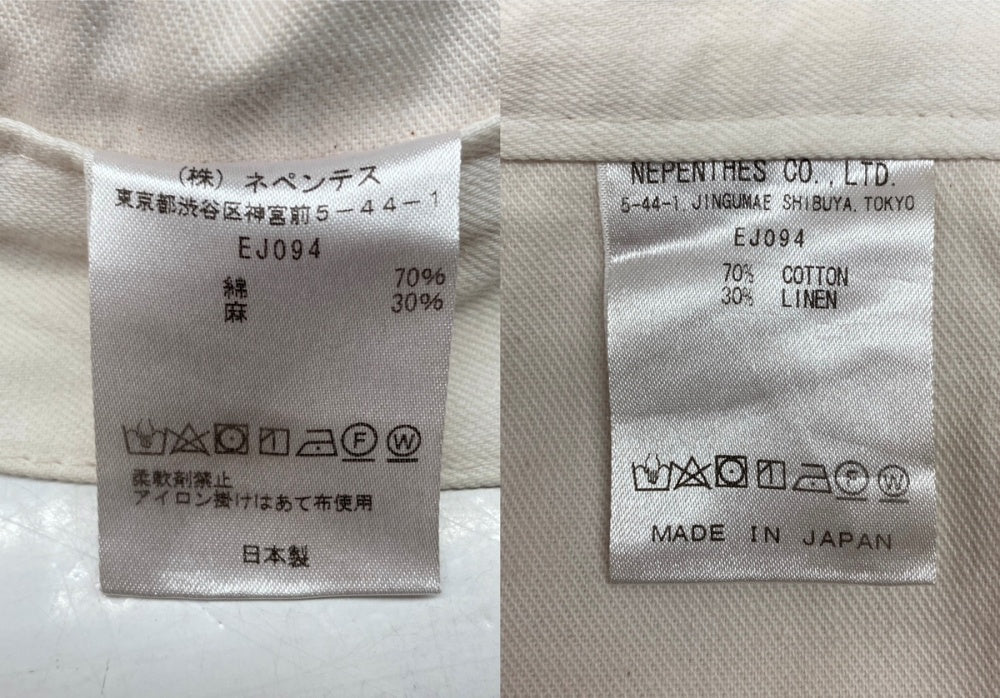 （株）ネペンテス
東京都渋谷区神宮前5-44-1
EJ094
綿 70%
麻 30%
F W
柔軟剤禁止
アイロン掛けはあて布使用
日本製
NEPENTHES CO.,LTD.
5-44-1 JINGUMAE SHIBUYA,TOKYO
EJ094
70% COTTON
30% LINEN
F W
MADE IN JAPAN